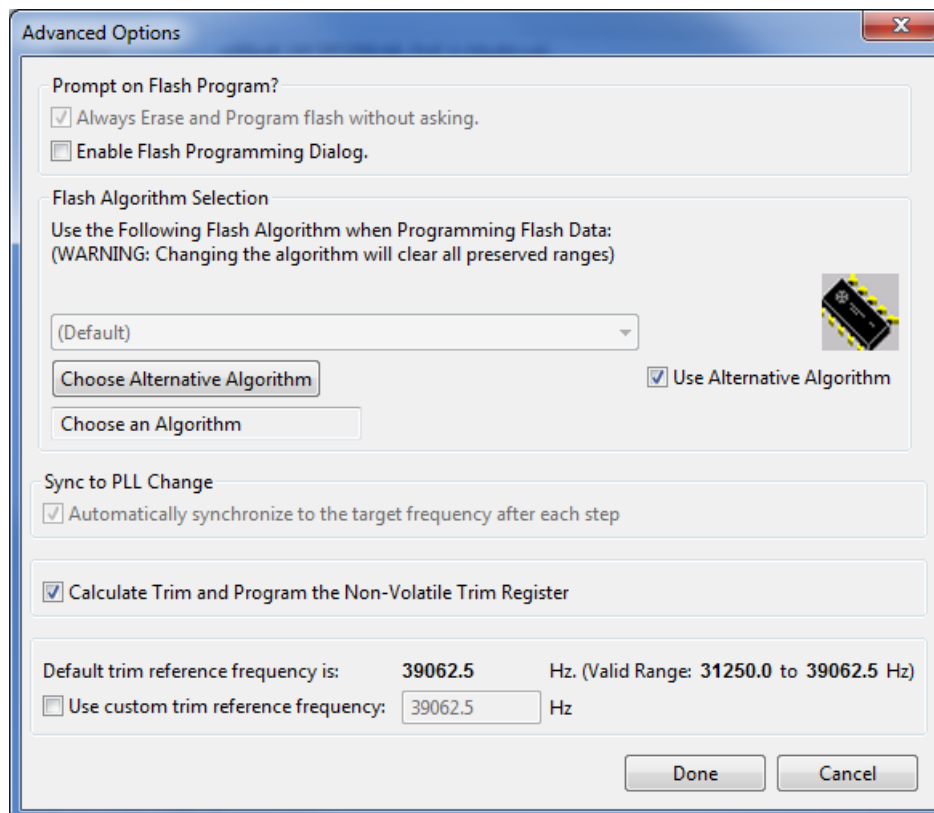 Advanced Options
Prompt on Flash Program?
Always Erase and Program flash without asking.
Enable Flash Programming Dialog.
Flash Algorithm Selection
Use the Following Flash Algorithm when Programming Flash Data:
(WARNING: Changing the algorithm will clear all preserved ranges)
(Default)
Choose Alternative Algorithm
Use Alternative Algorithm
Choose an Algorithm
Sync to PLL Change
Automatically synchronize to the target frequency after each step
Calculate Trim and Program the Non-Volatile Trim Register
Default trim reference frequency is: 39062.5 Hz. (Valid Range: 31250.0 to 39062.5 Hz)
Use custom trim reference frequency: 39062.5 Hz
Done Cancel